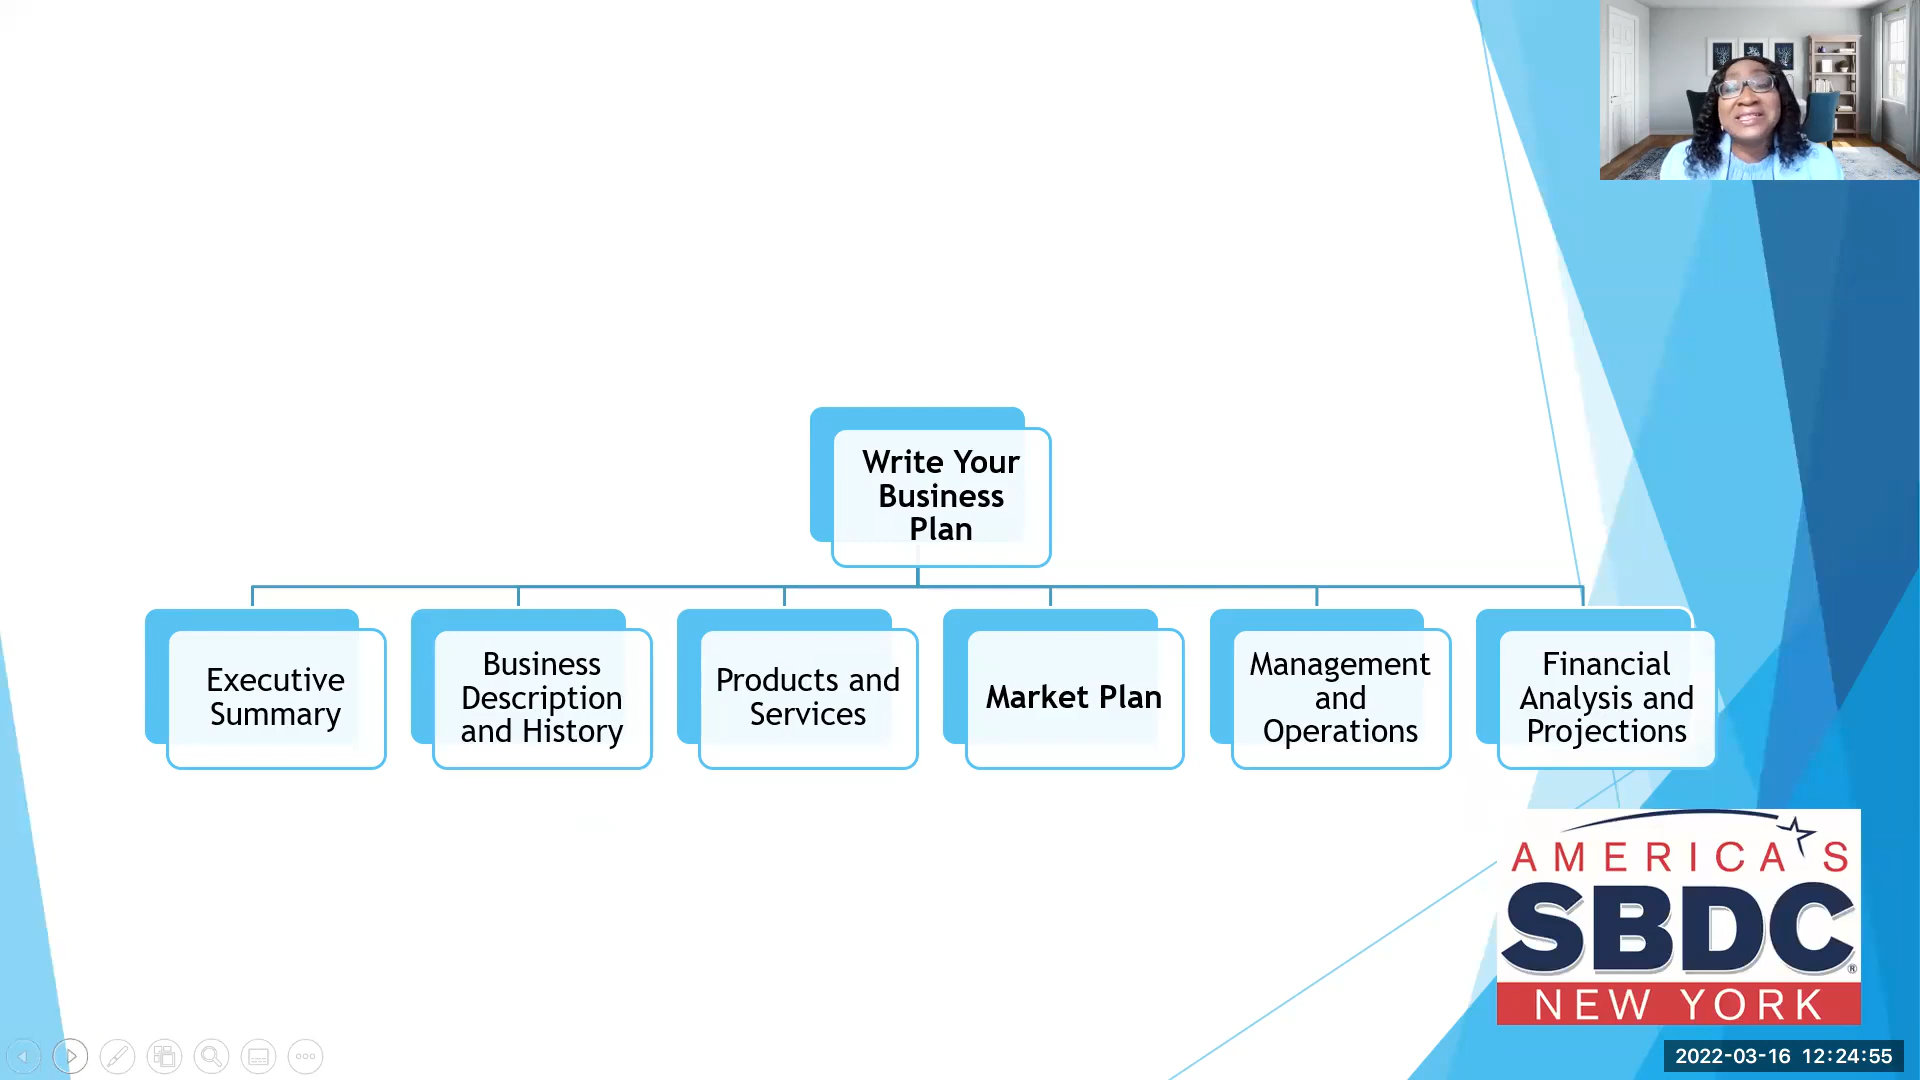 Write Your
Business
Plan
Executive
Summary
Business
Description
and History
Products and
Services
Market Plan
Management
and
Operations
Financial
Analysis and
Projections
AMERICA'S
SBDC®
NEW YORK
2022-03-16 12:24:55